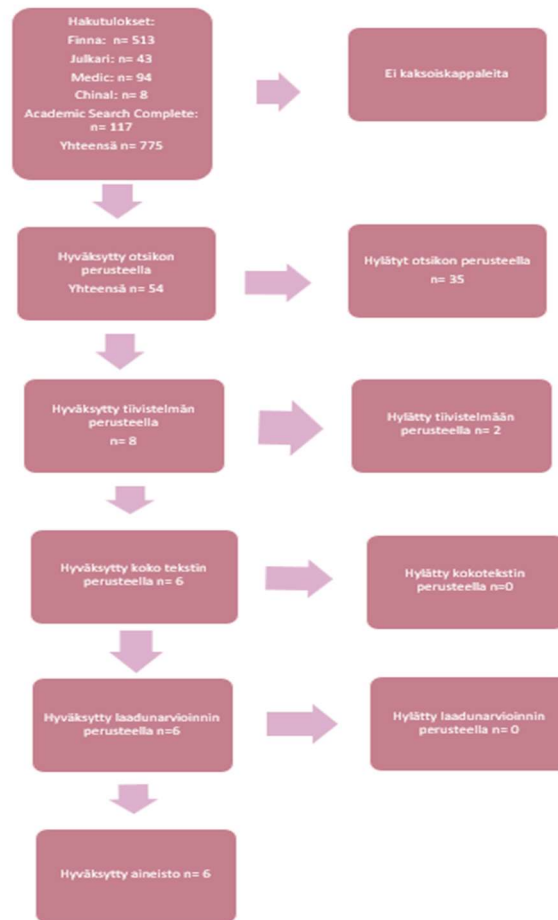 Hakutulokset:
Finna: n= 513
Julkari: n= 43
Medic: n= 94
Chinal: n= 8
Academic Search Complete:
n= 117
Yhteensä n= 775
Ei kaksoiskappaleita
Hyväksytty otsikon
perusteella
Yhteensä n= 54
Hylätyt otsikon perusteella
n= 35
Hyväksytty tiivistelmän
perusteella
n= 8
Hylätty tiivistelmään
perusteella n= 2
Hyväksytty koko tekstin
perusteella n= 6
Hylätty kokotekstin
perusteella n=0
Hyväksytty laadunarvioinnin
perusteella n=6
Hylätty laadunarvioinnin
perusteella n= 0
Hyväksytty aineisto n= 6